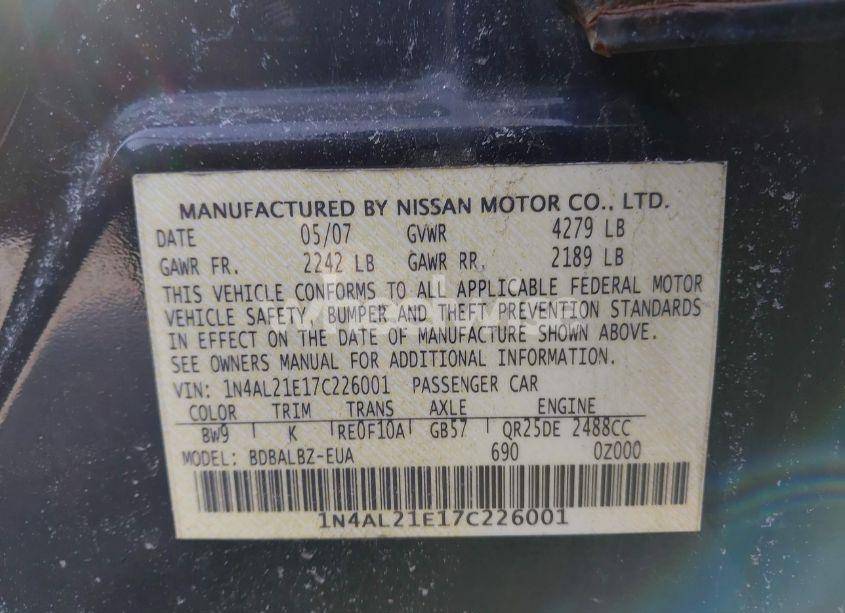 MANUFACTURED BY NISSAN MOTOR CO., LTD.
DATE 05/07 GVWR 4279 LB
GAWR FR. 2242 LB GAWR RR. 2189 LB
THIS VEHICLE CONFORMS TO ALL APPLICABLE FEDERAL MOTOR
VEHICLE SAFETY, BUMPER AND THEFT PREVENTION STANDARDS
IN EFFECT ON THE DATE OF MANUFACTURE SHOWN ABOVE.
SEE OWNERS MANUAL FOR ADDITIONAL INFORMATION.
VIN: 1N4AL21E17C226001 PASSENGER CAR
COLOR TRIM TRANS AXLE ENGINE
BW9 K RE0F10A GB57 QR25DE 2488CC
MODEL: BDBALBZ-EUA 690 0Z000
1N4AL21E17C226001